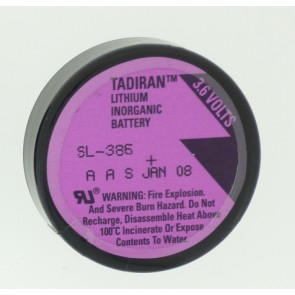 TADIRAN™
LITHIUM
INORGANIC
BATTERY
3.6 VOLTS
SL-386
+
A A S JAN 08
WARNING: Fire Explosion.
And Severe Burn Hazard. Do Not
Recharge, Disassemble Heat Above
100°C Incinerate Or Expose
Contents To Water.